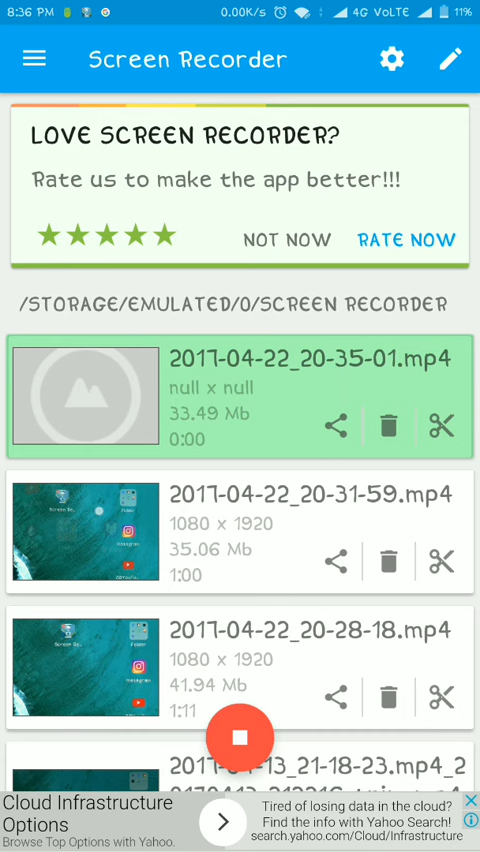 8:36 PM
0.00K/s
4G VoLTE
11%
Screen Recorder
LOVE SCREEN RECORDER?
Rate us to make the app better!!!
NOT NOW
RATE NOW
/STORAGE/EMULATED/0/SCREEN RECORDER
2017-04-22_20-35-01.mp4
null x null
33.49 Mb
0:00
2017-04-22_20-31-59.mp4
1080 x 1920
35.06 Mb
1:00
2017-04-22_20-28-18.mp4
1080 x 1920
41.94 Mb
1:11
Screen Re..
Folder
Instagram
Cloud Infrastructure
Options
Browse Top Options with Yahoo.
Tired of losing data in the cloud?
Find the info with Yahoo Search!
search.yahoo.com/Cloud/Infrastructure